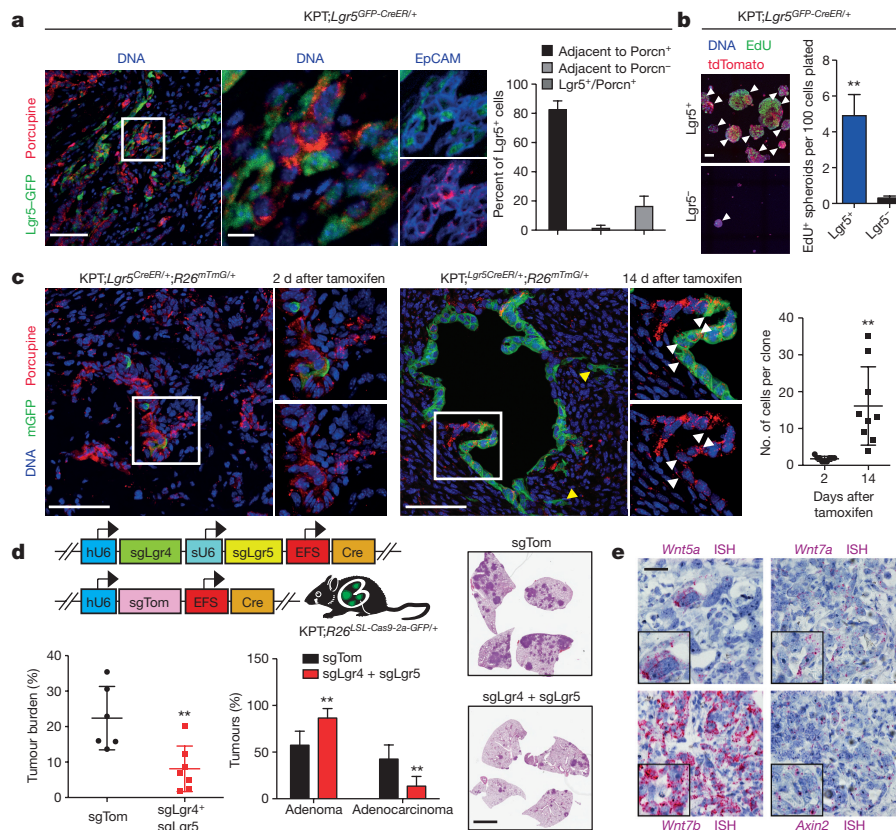 KPT;Lgr5GFP-CreER/+
KPT;Lgr5GFP-CreER/+
a
DNA
DNA
EpCAM
Lgr5–GFP Porcupine
Adjacent to Porcn+
Adjacent to Porcn−
Lgr5+/Porcn+
Percent of Lgr5+ cells
100
80
60
40
20
0
b
DNA EdU
tdTomato
Lgr5+
Lgr5−
EdU+ spheroids per 100 cells plated
8
6
4
2
0
**
Lgr5+
Lgr5−
c
KPT;Lgr5CreER/+;R26mTmG/+
2 d after tamoxifen
KPT;Lgr5CreER/+;R26mTmG/+
14 d after tamoxifen
DNA mGFP Porcupine
No. of cells per clone
40
30
20
10
0
**
2
14
Days after
tamoxifen
d
hU6
sgLgr4
sU6
sgLgr5
EFS
Cre
hU6
sgTom
EFS
Cre
KPT;R26LSL-Cas9-2a-GFP/+
Tumour burden (%)
40
30
20
10
0
**
sgTom
sgLgr4+
sgLgr5
sgTom
sgLgr4 + sgLgr5
Tumours (%)
150
100
50
0
**
**
Adenoma
Adenocarcinoma
sgTom
sgLgr4 + sgLgr5
e
Wnt5a ISH
Wnt7a ISH
Wnt7b ISH
Axin2 ISH